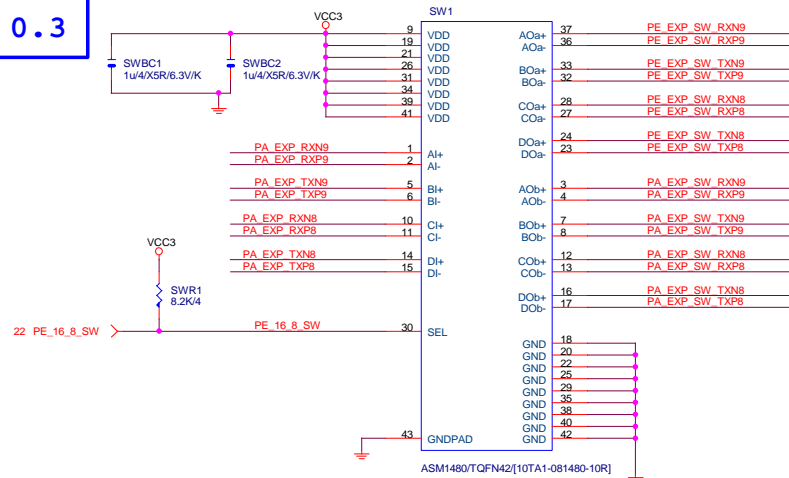 0.3
VCC3
SWBC1
1u/4/X5R/6.3V/K
SWBC2
1u/4/X5R/6.3V/K
SW1
9 VDD
19 VDD
21 VDD
26 VDD
31 VDD
34 VDD
39 VDD
41 VDD
PA_EXP_RXN9 1 AI+
PA_EXP_RXP9 2 AI-
PA_EXP_TXN9 5 BI+
PA_EXP_TXP9 6 BI-
PA_EXP_RXN8 10 CI+
PA_EXP_RXP8 11 CI-
PA_EXP_TXN8 14 DI+
PA_EXP_TXP8 15 DI-
VCC3
SWR1
8.2K/4
22 PE_16_8_SW PE_16_8_SW 30 SEL
43 GNDPAD
AOa+ 37 PE_EXP_SW_RXN9
AOa- 36 PE_EXP_SW_RXP9
BOa+ 33 PE_EXP_SW_TXN9
BOa- 32 PE_EXP_SW_TXP9
COa+ 28 PE_EXP_SW_RXN8
COa- 27 PE_EXP_SW_RXP8
DOa+ 24 PE_EXP_SW_TXN8
DOa- 23 PE_EXP_SW_TXP8
AOb+ 3 PA_EXP_SW_RXN9
AOb- 4 PA_EXP_SW_RXP9
BOb+ 7 PA_EXP_SW_TXN9
BOb- 8 PA_EXP_SW_TXP9
COb+ 12 PA_EXP_SW_RXN8
COb- 13 PA_EXP_SW_RXP8
DOb+ 16 PA_EXP_SW_TXN8
DOb- 17 PA_EXP_SW_TXP8
GND 18
GND 20
GND 22
GND 25
GND 29
GND 35
GND 38
GND 40
GND 42
ASM1480/TQFN42/[10TA1-081480-10R]